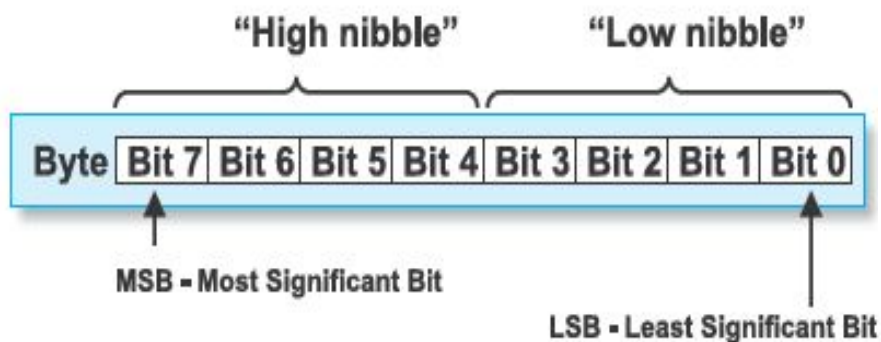 “High nibble” “Low nibble”
Byte Bit 7 Bit 6 Bit 5 Bit 4 Bit 3 Bit 2 Bit 1 Bit 0
MSB - Most Significant Bit
LSB - Least Significant Bit